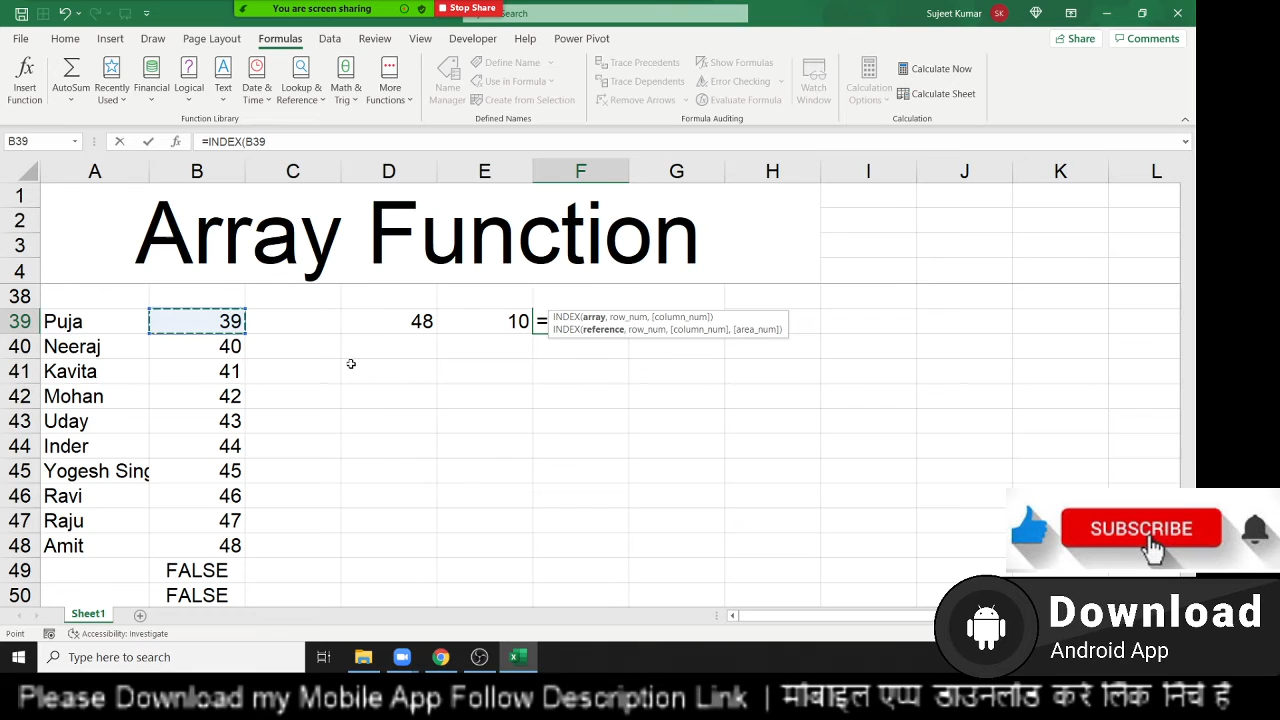 You are screen sharing
Stop Share
Search
Sujeet Kumar
SK
File Home Insert Draw Page Layout Formulas Data Review View Developer Help Power Pivot
Share Comments
Insert Function
AutoSum
Recently Used
Financial
Logical
Text
Date & Time
Lookup & Reference
Math & Trig
More Functions
Function Library
Name Manager
Define Name
Use in Formula
Create from Selection
Defined Names
Trace Precedents
Trace Dependents
Remove Arrows
Show Formulas
Error Checking
Evaluate Formula
Watch Window
Formula Auditing
Calculation Options
Calculate Now
Calculate Sheet
Calculation
B39 fx =INDEX(B39
A B C D E F G H I J K L
1
2
3
4
Array Function
38
39 Puja 39 48 10 =
INDEX(array, row_num, [column_num])
INDEX(reference, row_num, [column_num], [area_num])
40 Neeraj 40
41 Kavita 41
42 Mohan 42
43 Uday 43
44 Inder 44
45 Yogesh Sing 45
46 Ravi 46
47 Raju 47
48 Amit 48
49 FALSE
50 FALSE
SUBSCRIBE
Download
Android App
Sheet1
Point Accessibility: Investigate
Type here to search
Please Download my Mobile App Follow Description Link | मोबाइल एप्प डाउनलोड करे लिंक निचे है